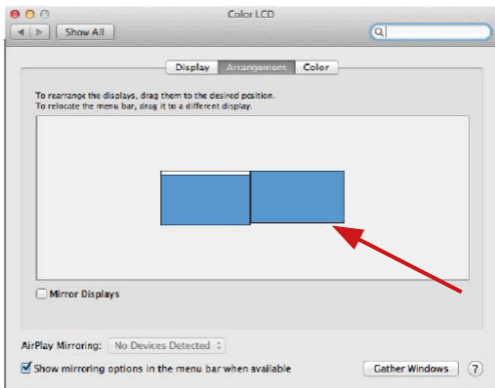 Color LCD
Show All
Display Arrangement Color
To rearrange the displays, drag them to the desired position.
To relocate the menu bar, drag it to a different display.
Mirror Displays
AirPlay Mirroring: No Devices Detected
Show mirroring options in the menu bar when available Gather Windows ?